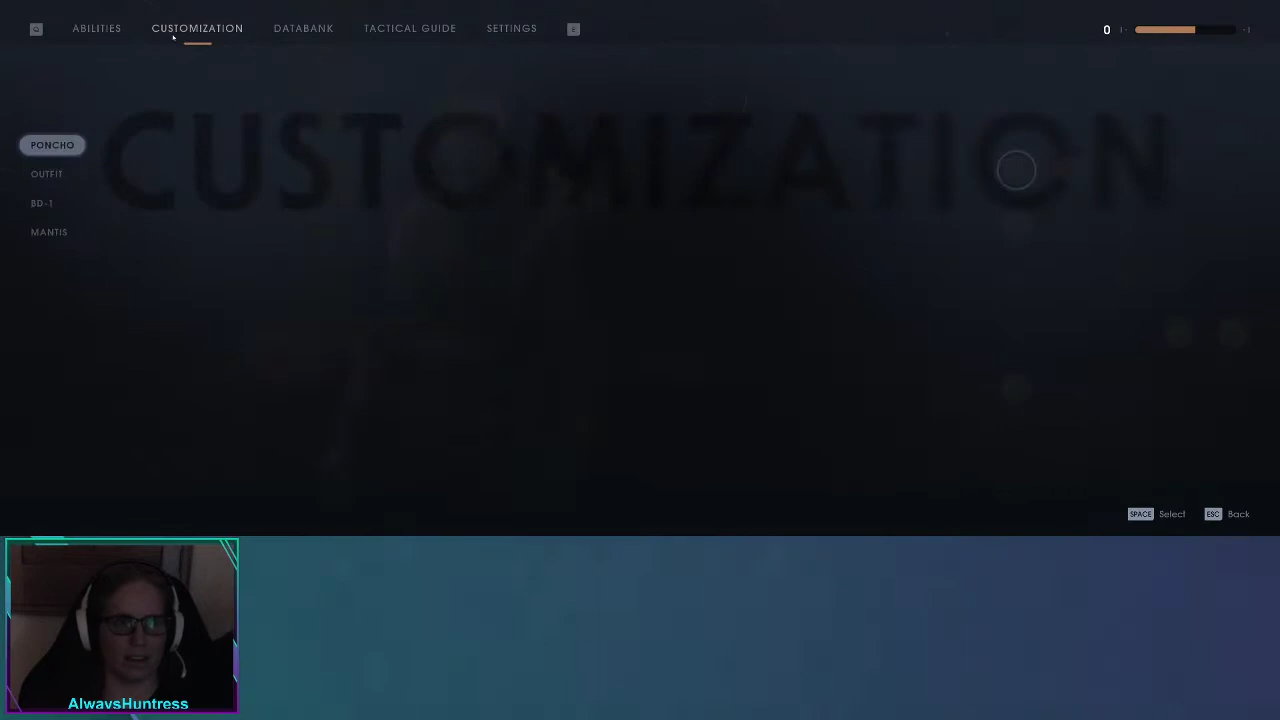 Q ABILITIES CUSTOMIZATION DATABANK TACTICAL GUIDE SETTINGS E 0
CUSTOMIZATION
PONCHO
OUTFIT
BD-1
MANTIS
SPACE Select ESC Back
AlwaysHuntress